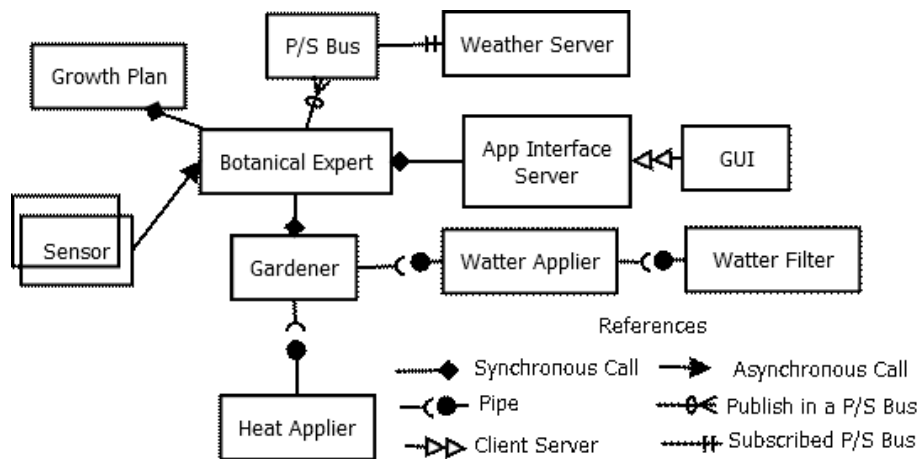 P/S Bus
Weather Server
Growth Plan
Botanical Expert
App Interface
Server
GUI
Sensor
Gardener
Watter Applier
Watter Filter
References
Synchronous Call
Asynchronous Call
Pipe
Publish in a P/S Bus
Heat Applier
Client Server
Subscribed P/S Bus